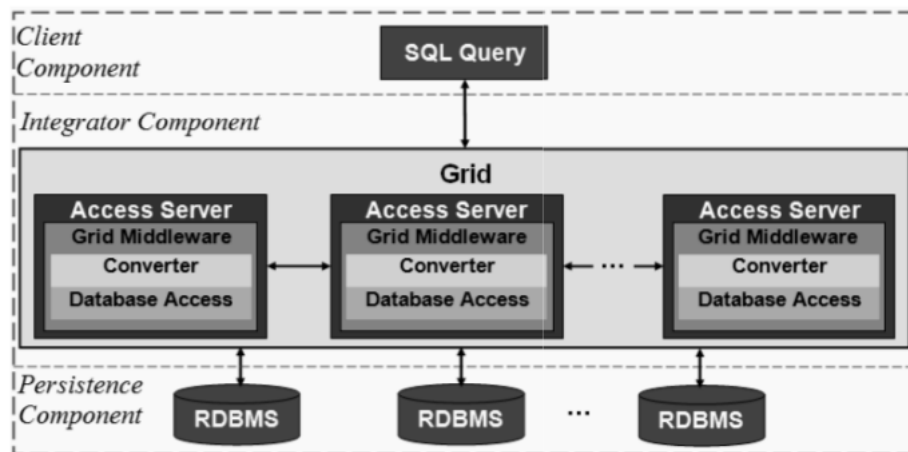 Client
Component
SQL Query
Integrator Component
Grid
Access Server
Grid Middleware
Converter
Database Access
Access Server
Grid Middleware
Converter
Database Access
...
Access Server
Grid Middleware
Converter
Database Access
Persistence
Component
RDBMS
RDBMS
...
RDBMS